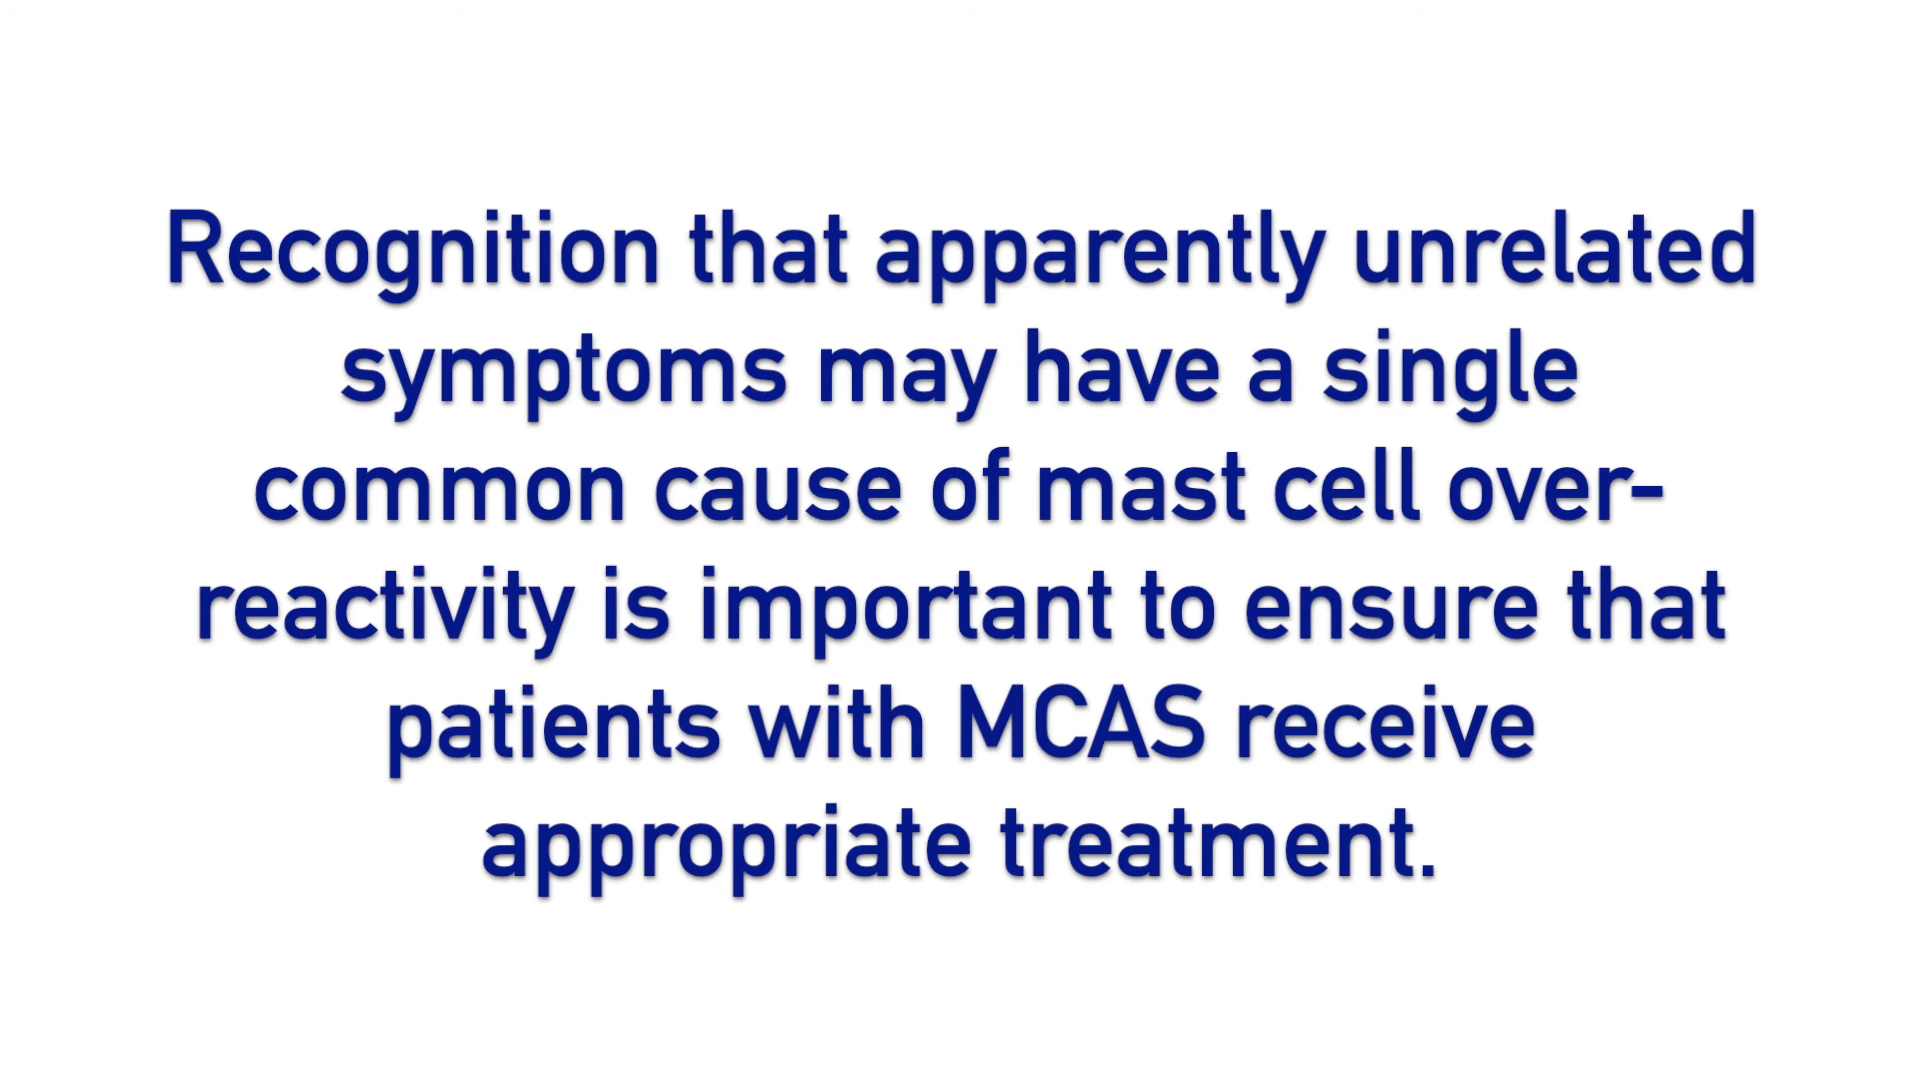 Recognition that apparently unrelated
symptoms may have a single
common cause of mast cell over-
reactivity is important to ensure that
patients with MCAS receive
appropriate treatment.